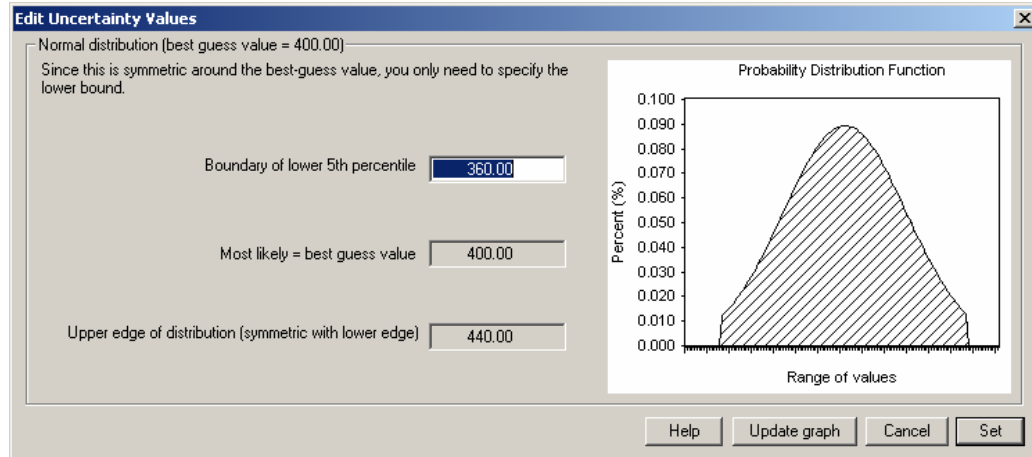 Edit Uncertainty Values
Normal distribution (best guess value = 400.00)
Since this is symmetric around the best-guess value, you only need to specify the
lower bound.
Boundary of lower 5th percentile 360.00
Most likely = best guess value 400.00
Upper edge of distribution (symmetric with lower edge) 440.00
Probability Distribution Function
Percent (%)
0.100
0.090
0.080
0.070
0.060
0.050
0.040
0.030
0.020
0.010
0.000
Range of values
Help Update graph Cancel Set